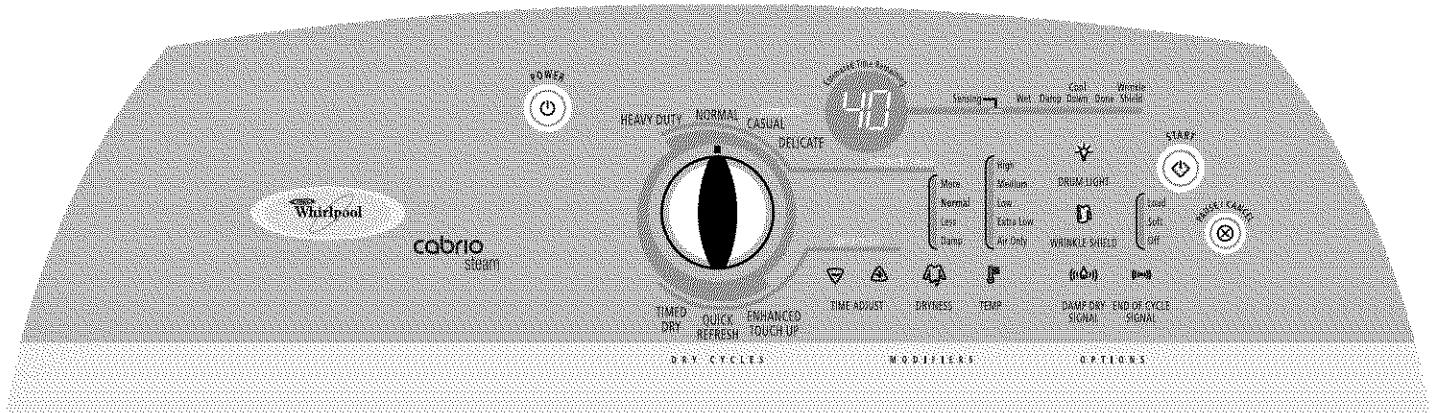 POWER
Estimated Time Remaining
40
Sensing
Wet Damp Cool Down Done Wrinkle Shield
HEAVY DUTY
NORMAL
CASUAL
DELICATE
START
PAUSE / CANCEL
Whirlpool
cabrio
steam
More
Normal
Less
Damp
High
Medium
Low
Extra Low
Air Only
DRUM LIGHT
WRINKLE SHIELD
Loud
Soft
Off
TIME ADJUST
DRYNESS
TEMP
DAMP DRY
SIGNAL
END OF CYCLE
SIGNAL
TIMED
DRY
QUICK
REFRESH
ENHANCED
TOUCH UP
DRY CYCLES
MODIFIERS
OPTIONS